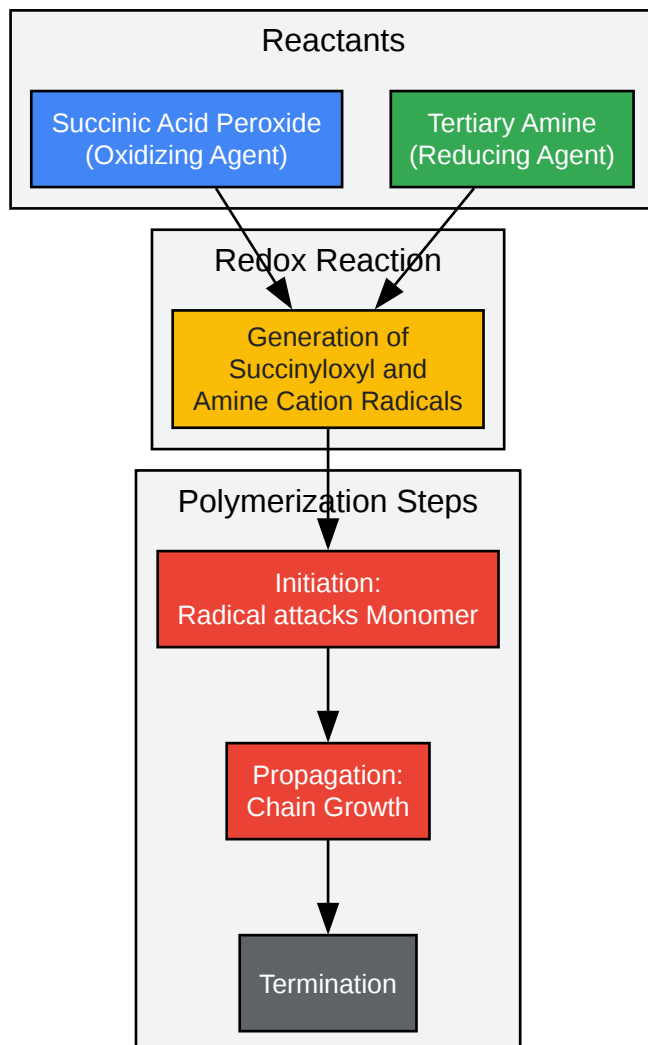 Reactants
Succinic Acid Peroxide
(Oxidizing Agent)
Tertiary Amine
(Reducing Agent)
Redox Reaction
Generation of
Succinyloxyl and
Amine Cation Radicals
Polymerization Steps
Initiation:
Radical attacks Monomer
Propagation:
Chain Growth
Termination